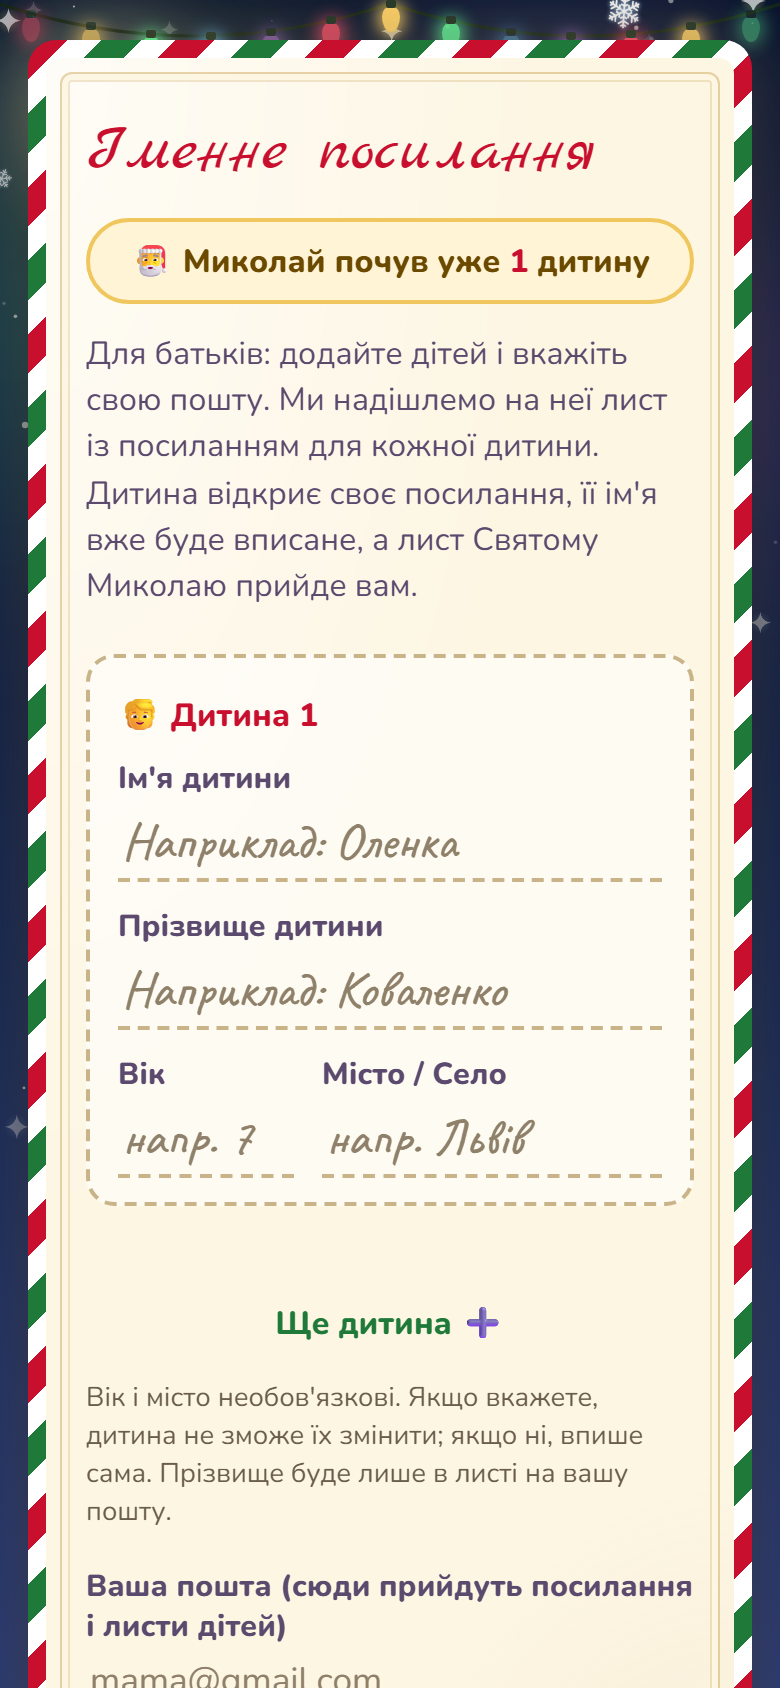 Іменне посилання
Миколай почув уже 1 дитину
Для батьків: додайте дітей і вкажіть
свою пошту. Ми надішлемо на неї лист
із посиланням для кожної дитини.
Дитина відкриє своє посилання, її ім'я
вже буде вписане, а лист Святому
Миколаю прийде вам.
Дитина 1
Ім'я дитини
Наприклад: Оленка
Прізвище дитини
Наприклад: Коваленко
Вік Місто / Село
напр. 7 напр. Львів
Ще дитина
Вік і місто необов'язкові. Якщо вкажете,
дитина не зможе їх змінити; якщо ні, впише
сама. Прізвище буде лише в листі на вашу
пошту.
Ваша пошта (сюди прийдуть посилання
і листи дітей)
mama@gmail.com